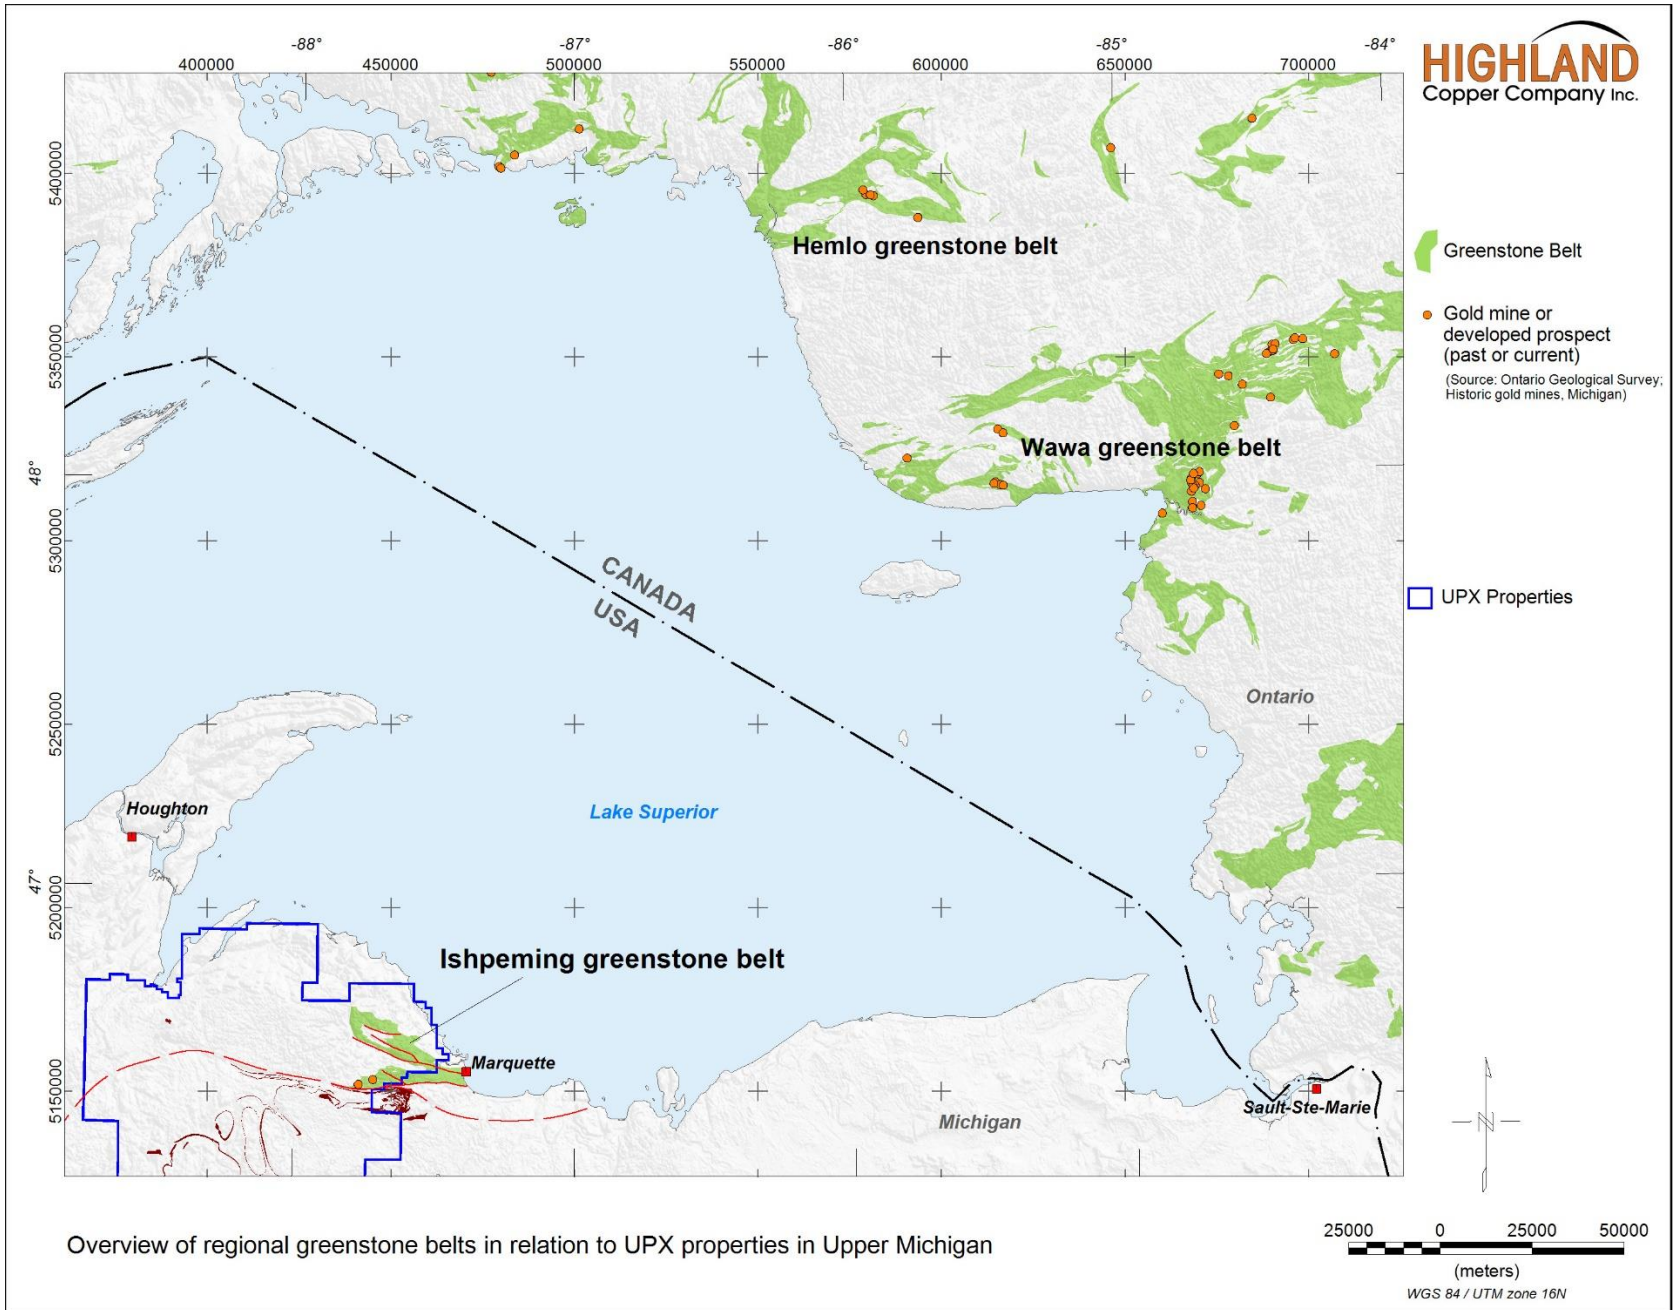 -88°
-87°
-86°
-85°
-84°
400000
450000
500000
550000
600000
650000
700000
HIGHLAND
Copper Company Inc.
5400000
Hemlo greenstone belt
Greenstone Belt
Gold mine or
developed prospect
(past or current)
(Source: Ontario Geological Survey;
Historic gold mines, Michigan)
5350000
Wawa greenstone belt
48°
5300000
CANADA
USA
UPX Properties
Ontario
5250000
Houghton
Lake Superior
47°
5200000
Ishpeming greenstone belt
Marquette
5150000
Michigan
Sault-Ste-Marie
N
Overview of regional greenstone belts in relation to UPX properties in Upper Michigan
25000
0
25000
50000
(meters)
WGS 84 / UTM zone 16N